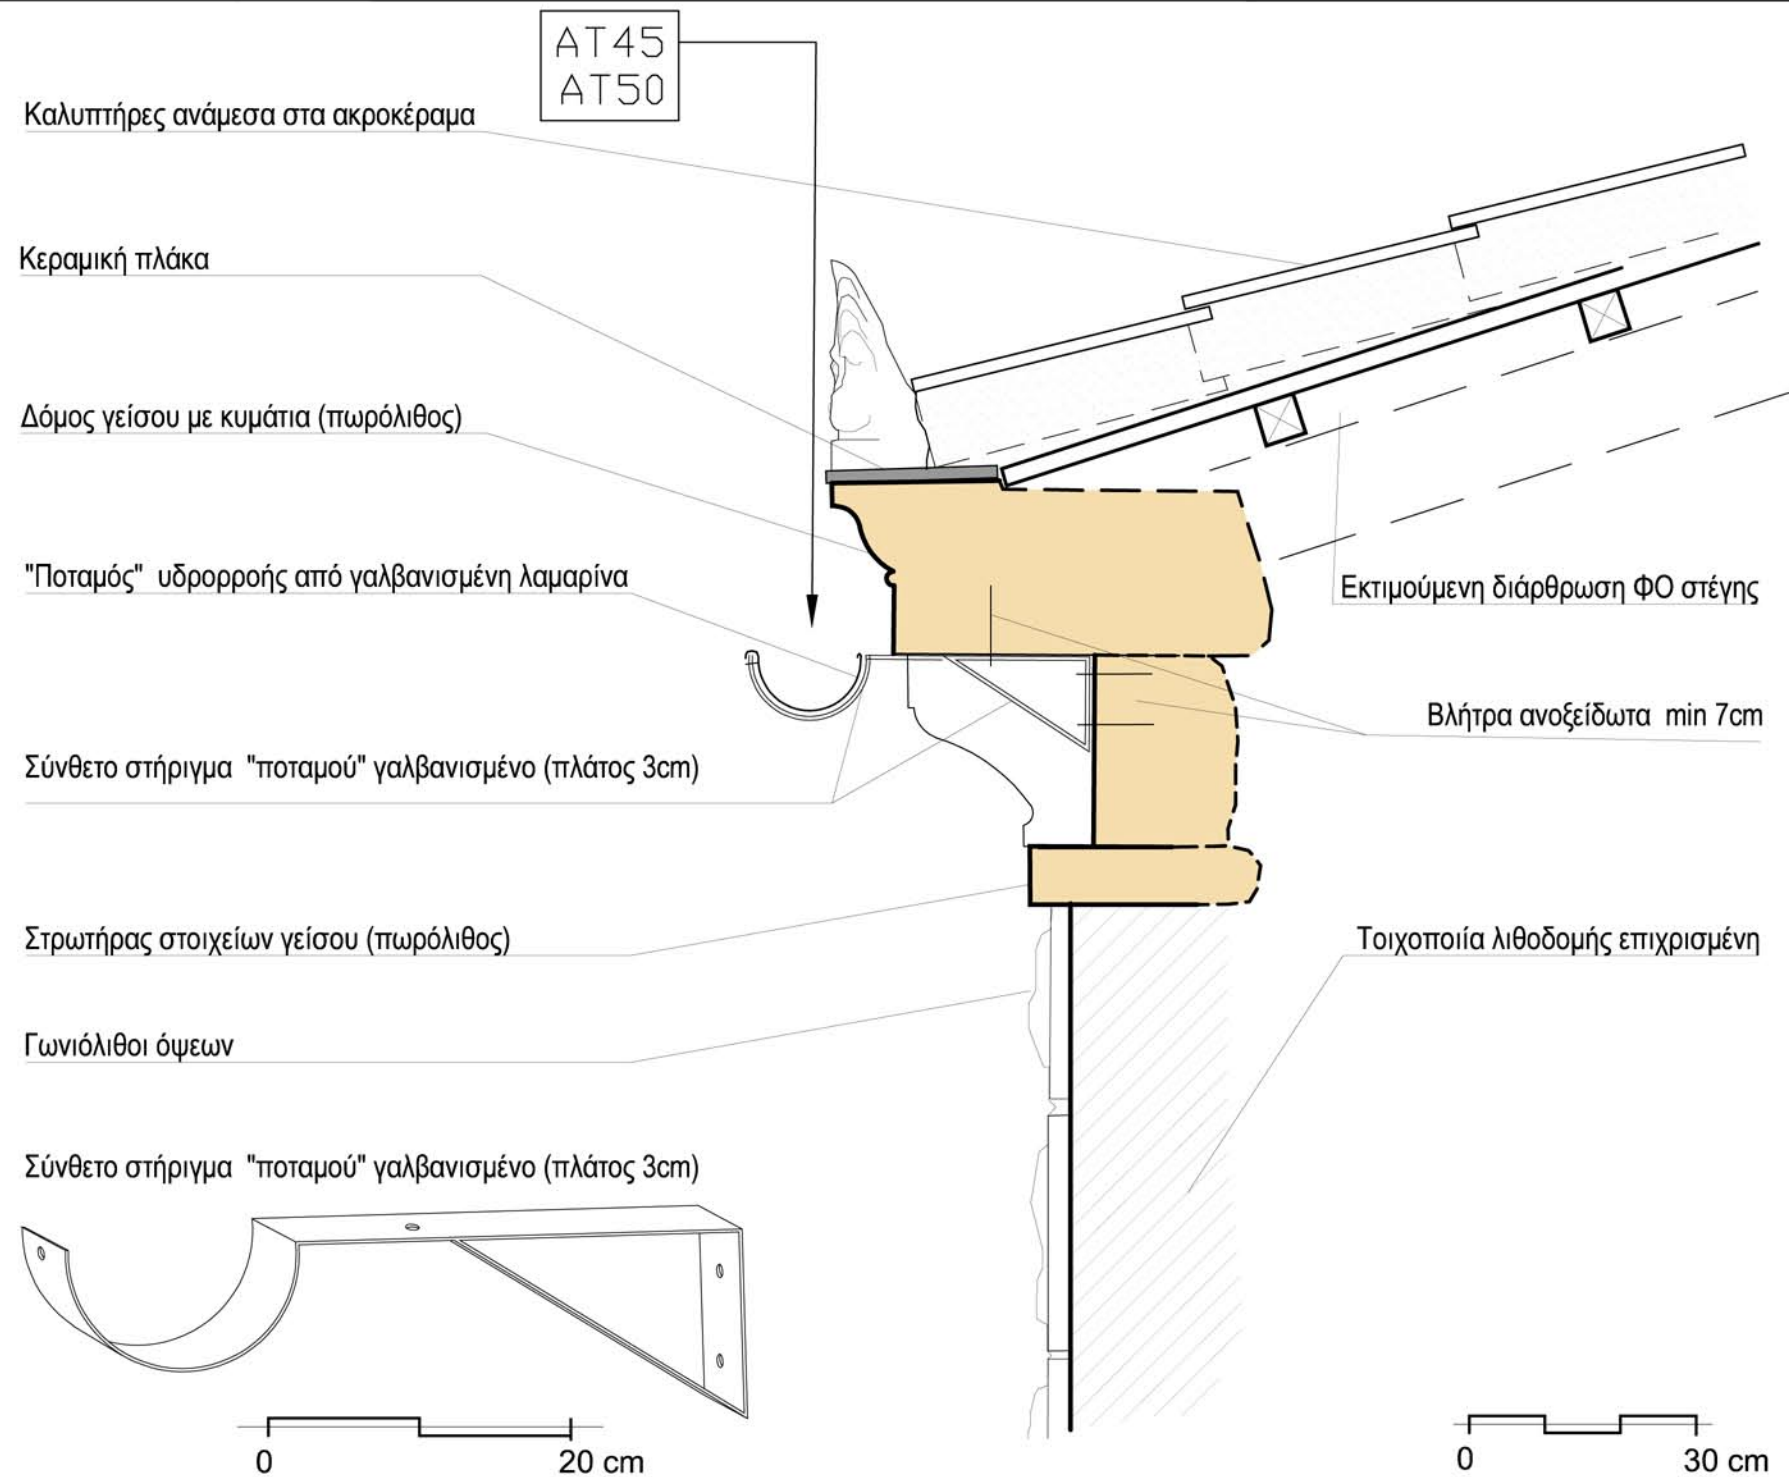 AT45
AT50
Καλυπτήρες ανάμεσα στα ακροκέραμα
Κεραμική πλάκα
Δόμος γείσου με κυμάτια (πωρόλιθος)
"Ποταμός" υδρορροής από γαλβανισμένη λαμαρίνα
Εκτιμούμενη διάρθρωση ΦΟ στέγης
Βλήτρα ανοξείδωτα min 7cm
Σύνθετο στήριγμα "ποταμού" γαλβανισμένο (πλάτος 3cm)
Στρωτήρας στοιχείων γείσου (πωρόλιθος)
Τοιχοποιία λιθοδομής επιχρισμένη
Γωνιόλιθοι όψεων
Σύνθετο στήριγμα "ποταμού" γαλβανισμένο (πλάτος 3cm)
0 20 cm
0 30 cm